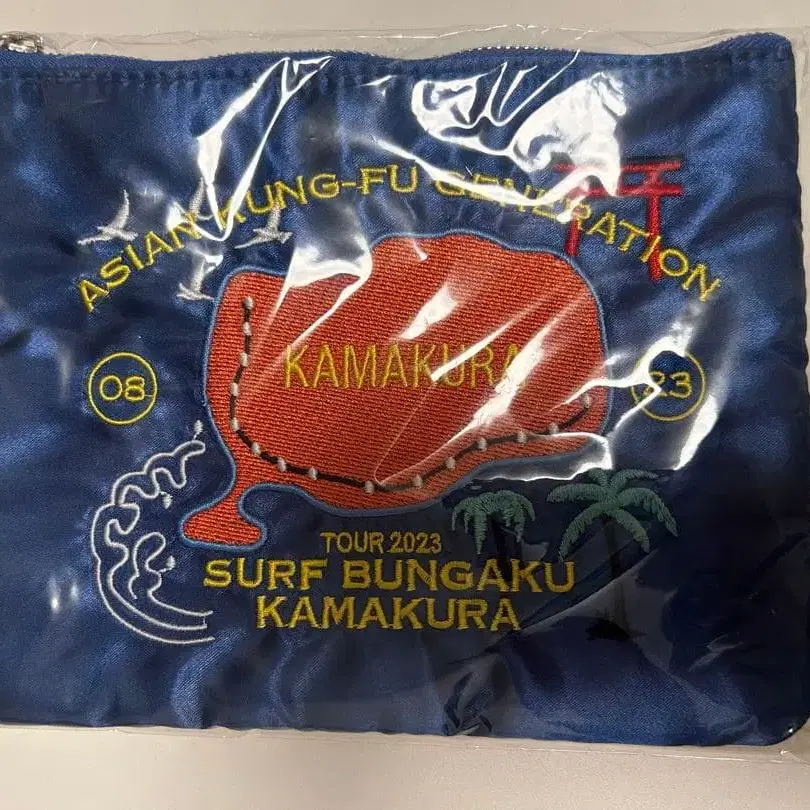 ASIAN KUNG-FU GENERATION
08
KAMAKURA
23
TOUR 2023
SURF BUNGAKU
KAMAKURA